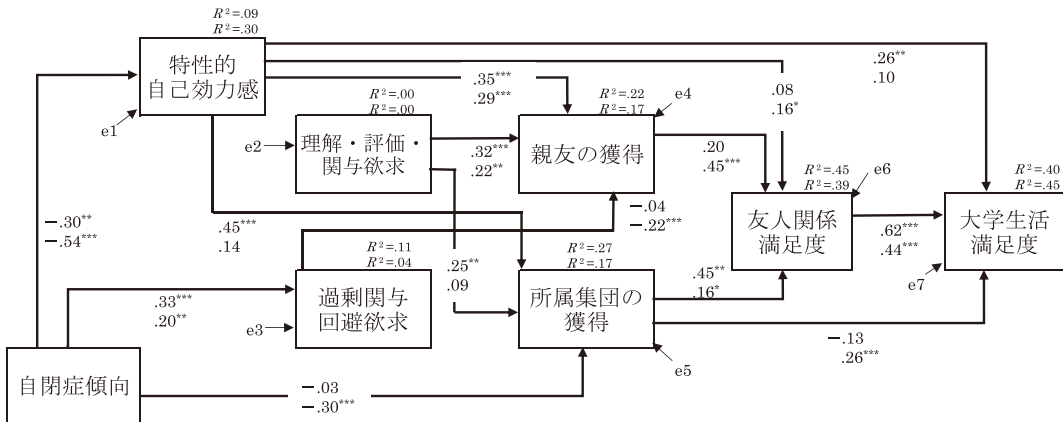 R²=.09
R²=.30
特性的
自己効力感
e1
.26**
.10
.35***
.29***
.08
.16*
R²=.00
R²=.00
e2
理解・評価・
関与欲求
.32***
.22**
R²=.22
R²=.17
e4
親友の獲得
.20
.45***
R²=.45
R²=.39
e6
友人関係
満足度
.62***
.44***
R²=.40
R²=.45
大学生活
満足度
e7
−.30**
−.54***
.45***
.14
−.04
−.22***
R²=.11
R²=.04
過剰関与
回避欲求
e3
.33***
.20**
.25**
.09
R²=.27
R²=.17
所属集団の
獲得
e5
.45**
.16*
−.13
.26***
自閉症傾向
−.03
−.30***